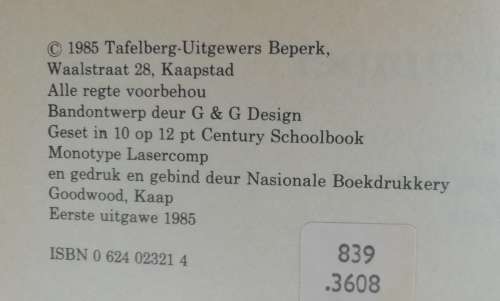 © 1985 Tafelberg-Uitgewers Beperk,
Waalstraat 28, Kaapstad
Alle regte voorbehou
Bandontwerp deur G & G Design
Geset in 10 op 12 pt Century Schoolbook
Monotype Lasercomp
en gedruk en gebind deur Nasionale Boekdrukkery
Goodwood, Kaap
Eerste uitgawe 1985
ISBN 0 624 02321 4
839
.3608